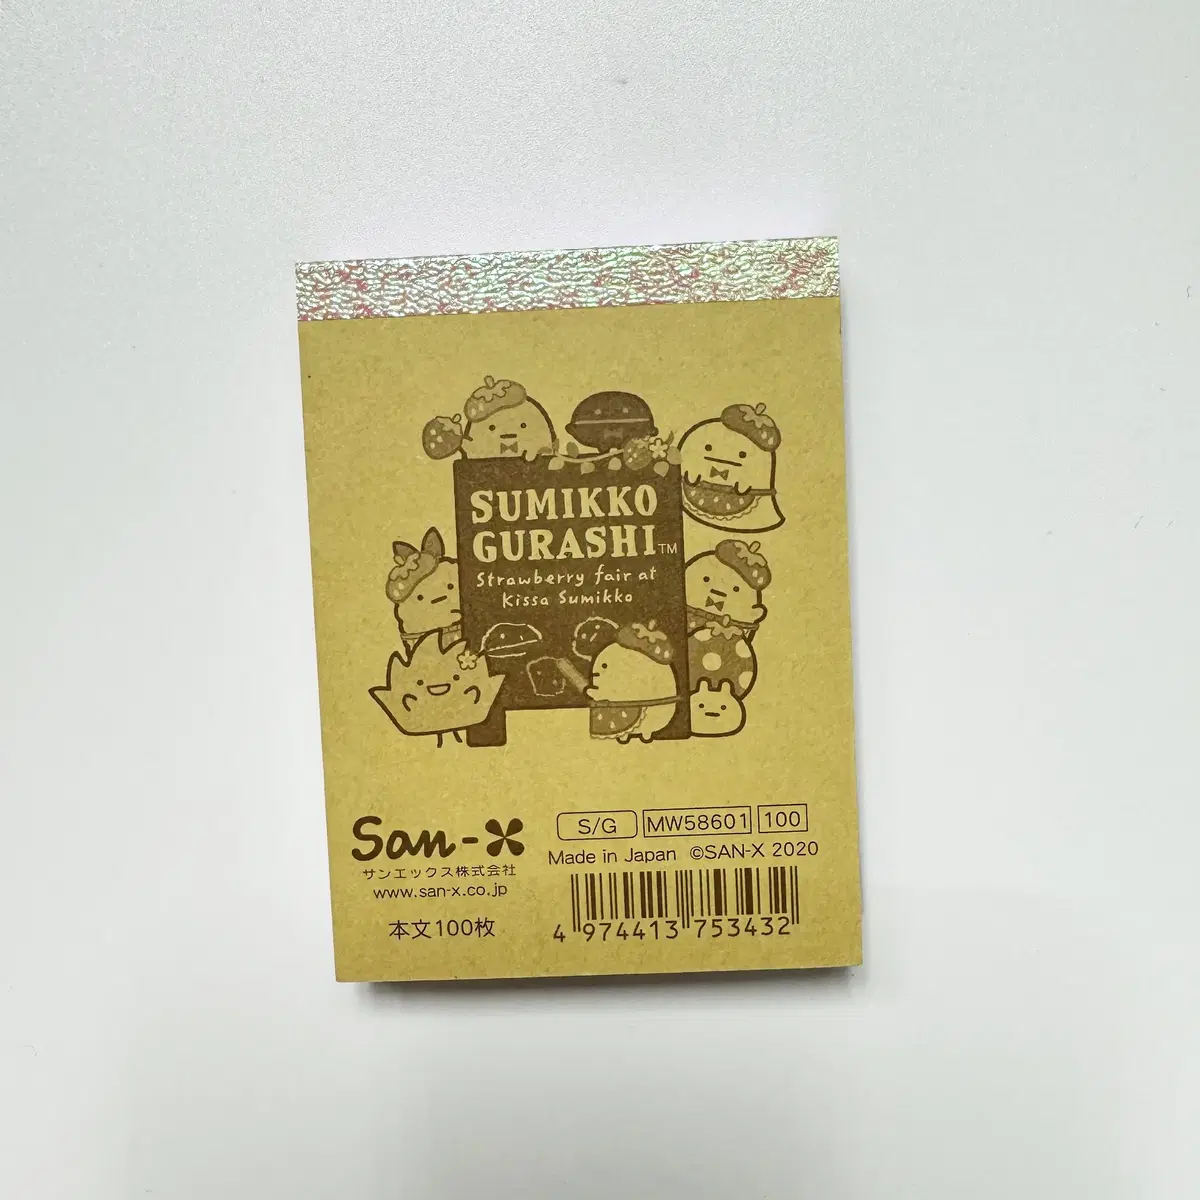 SUMIKKO
GURASHI™
Strawberry fair at
Kissa Sumikko
San-X
サンエックス株式会社
www.san-x.co.jp
本文100枚
S/G MW58601 100
Made in Japan ©SAN-X 2020
4 974413 753432